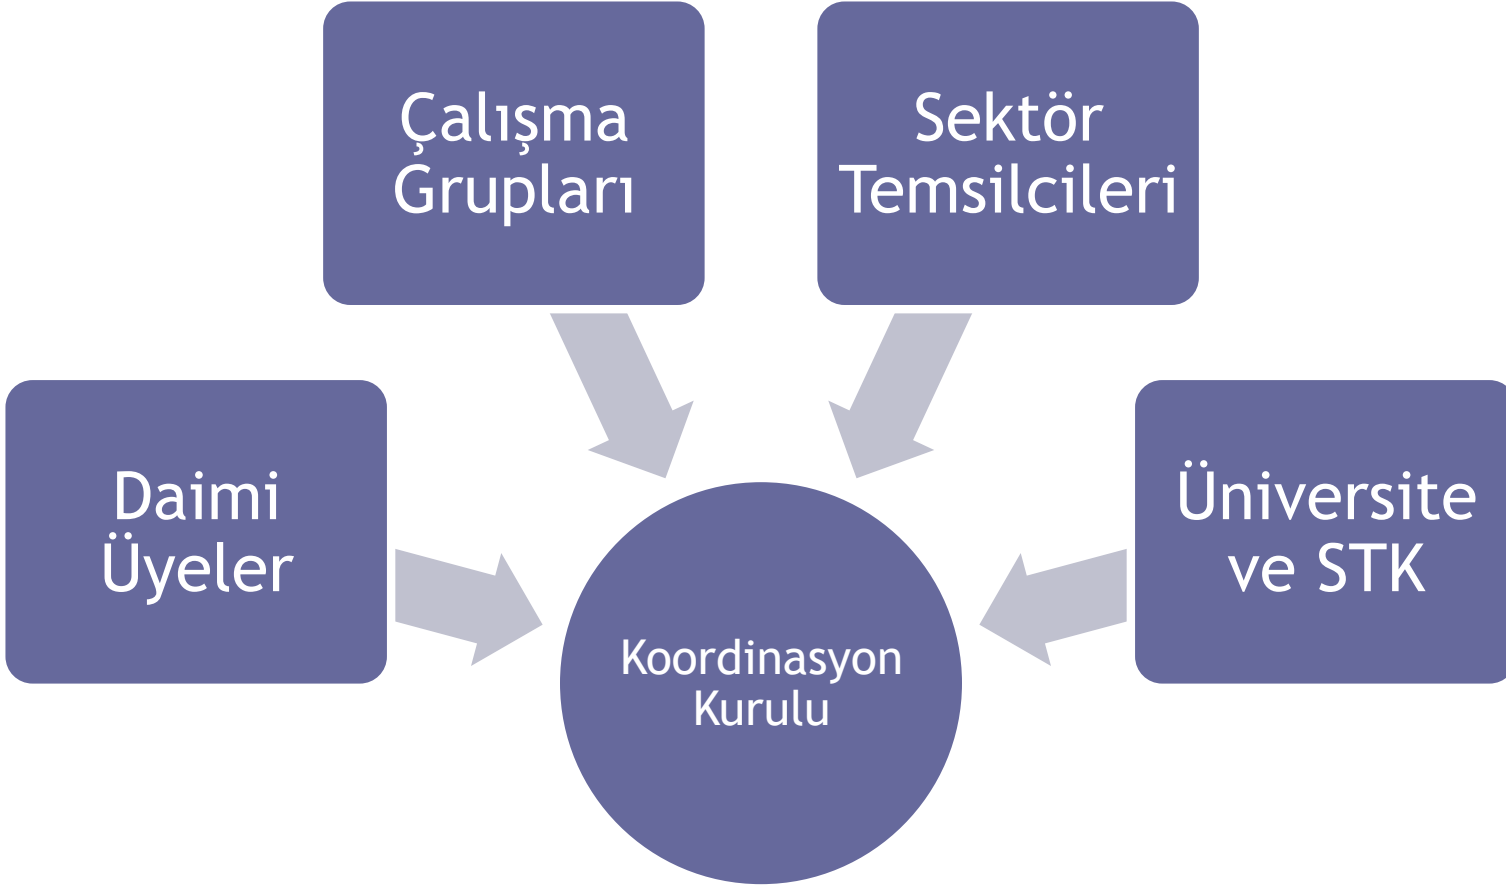 Çalışma
Grupları
Sektör
Temsilcileri
Daimi
Üyeler
Üniversite
ve STK
Koordinasyon
Kurulu